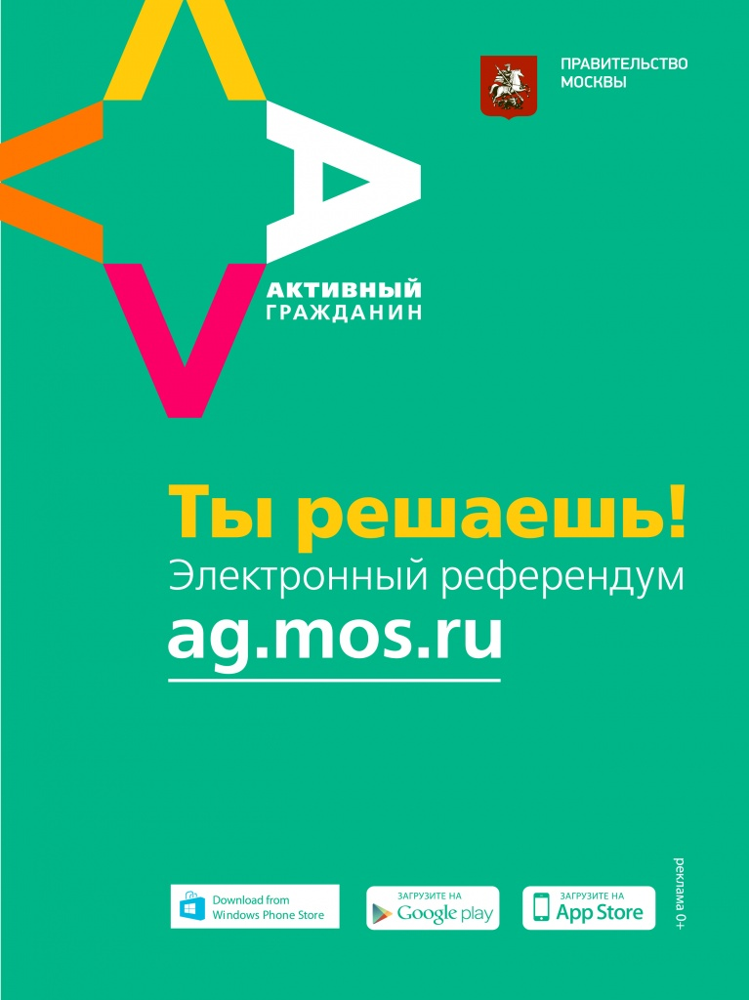 ПРАВИТЕЛЬСТВО
МОСКВЫ
АКТИВНЫЙ
ГРАЖДАНИН
Ты решаешь!
Электронный референдум
ag.mos.ru
Download from
Windows Phone Store
ЗАГРУЗИТЕ НА
Google play
ЗАГРУЗИТЕ НА
App Store
реклама 0+